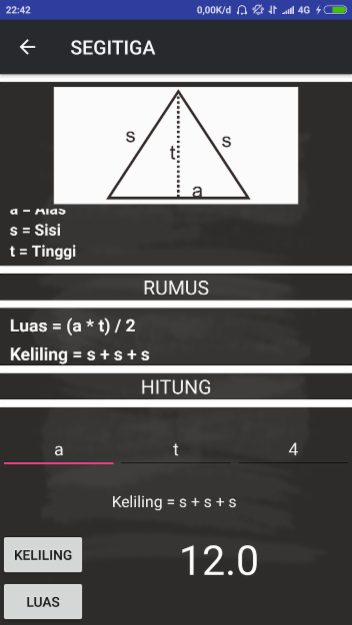 22:42 0,00K/d 4G
SEGITIGA
s s
t
a
a = Alas
s = Sisi
t = Tinggi
RUMUS
Luas = (a * t) / 2
Keliling = s + s + s
HITUNG
a t 4
Keliling = s + s + s
KELILING 12.0
LUAS